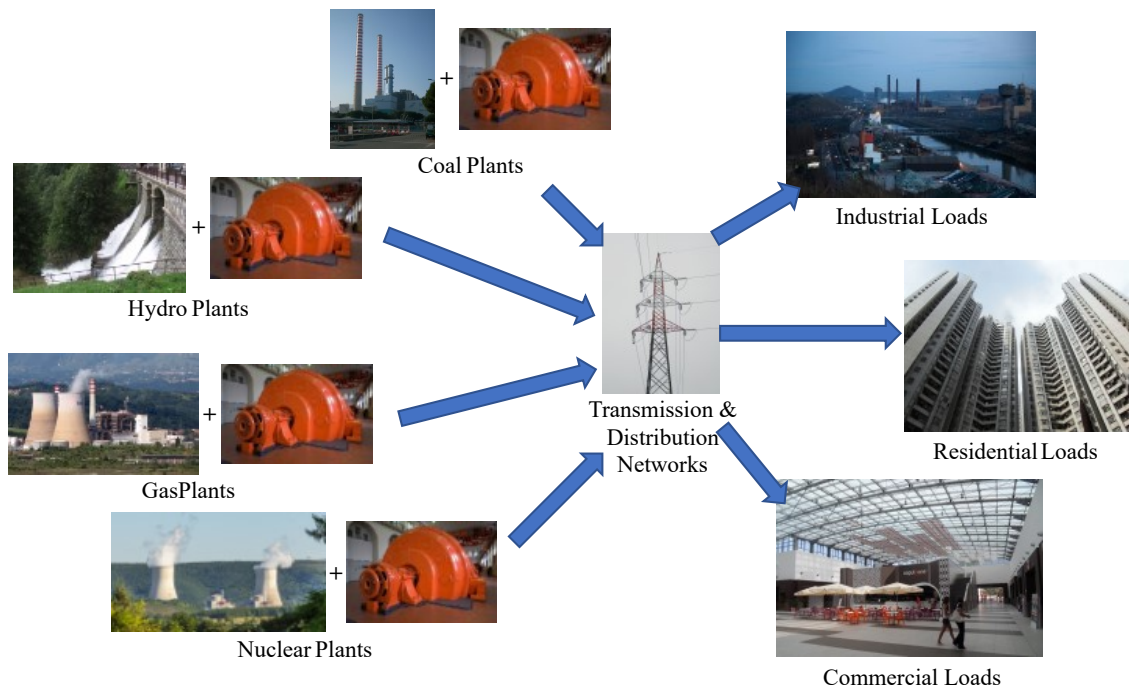 +
Coal Plants
+
Hydro Plants
+
GasPlants
+
Nuclear Plants
Transmission &
Distribution
Networks
Industrial Loads
Residential Loads
Commercial Loads